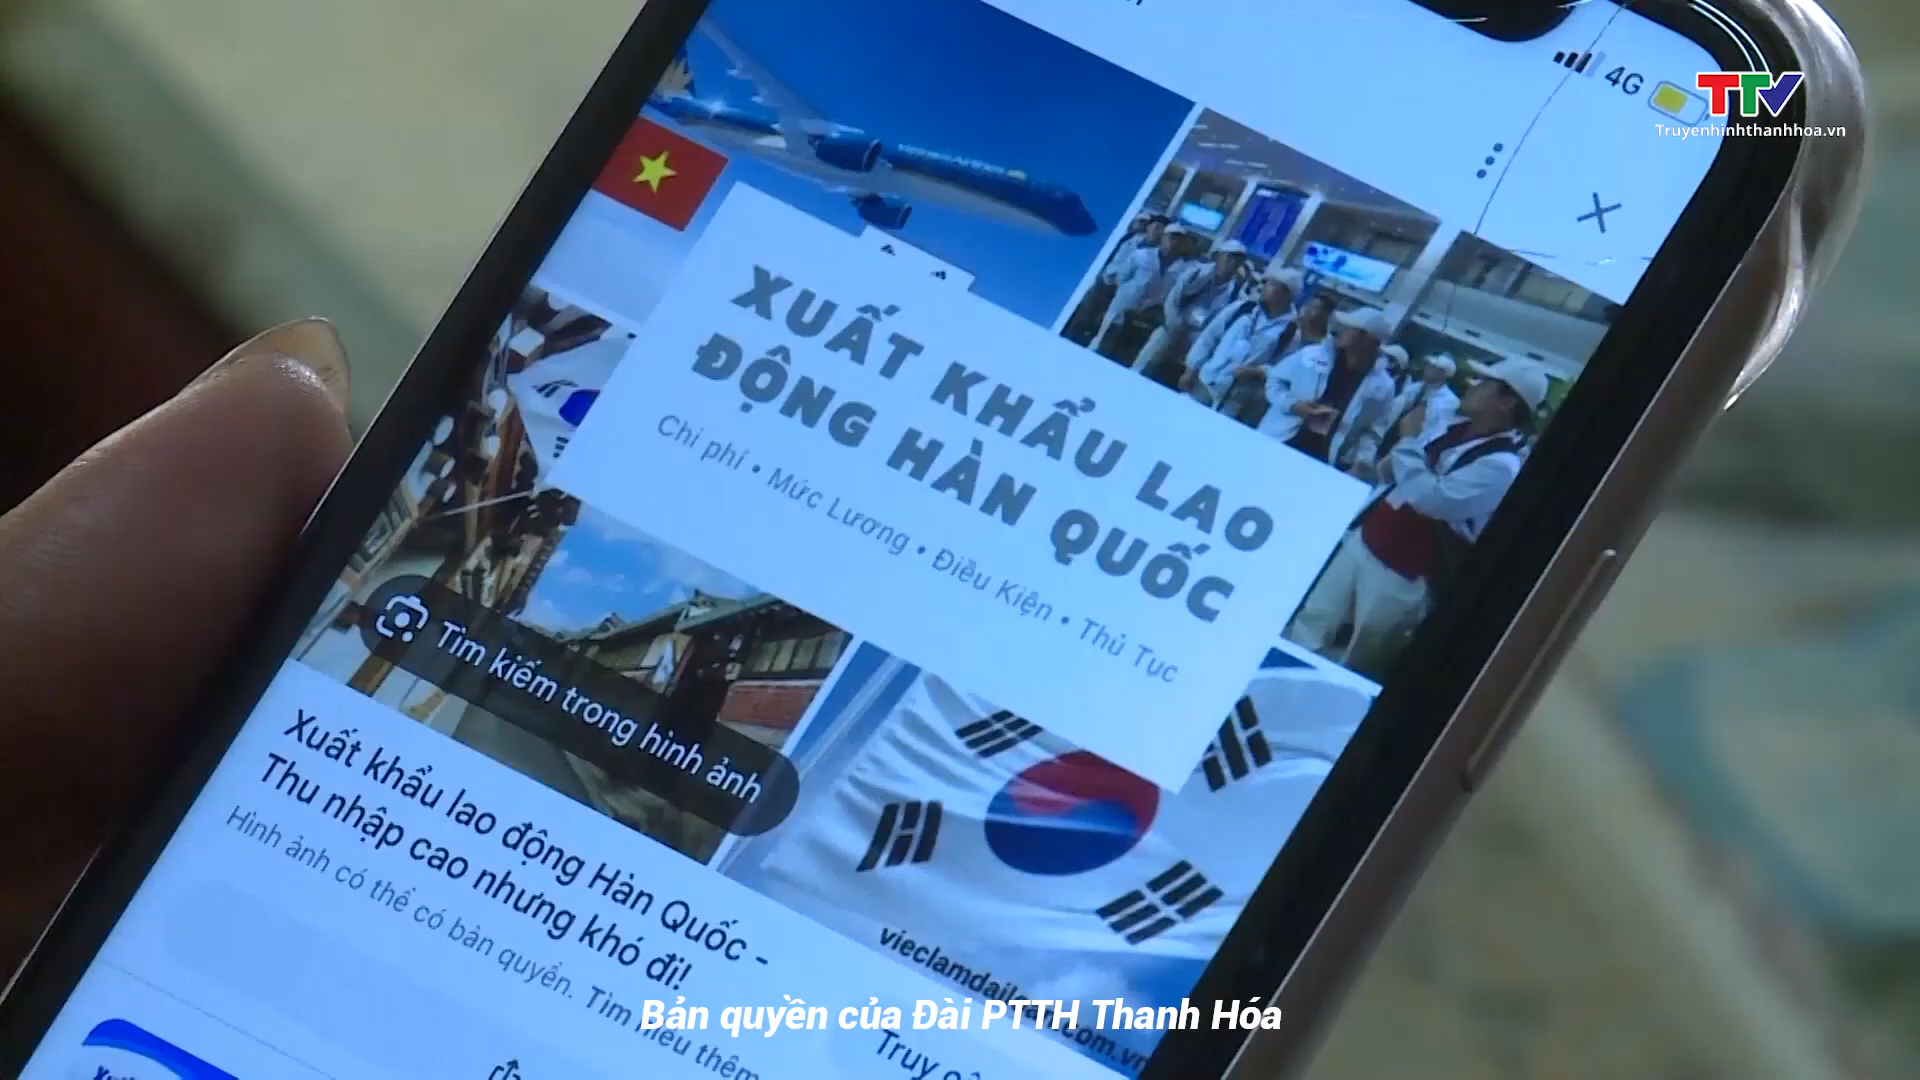 4G
TTV
Truyenhinhthanhhoa.vn
XUẤT KHẨU LAO
ĐỘNG HÀN QUỐC
Chi phí • Mức Lương • Điều Kiện • Thủ Tục
Tìm kiếm trong hình ảnh
Xuất khẩu lao động Hàn Quốc -
Thu nhập cao nhưng khó đi!
Hình ảnh có thể có bản quyền. Tìm hiểu thêm
Bản quyền của Đài PTTH Thanh Hóa
Truy